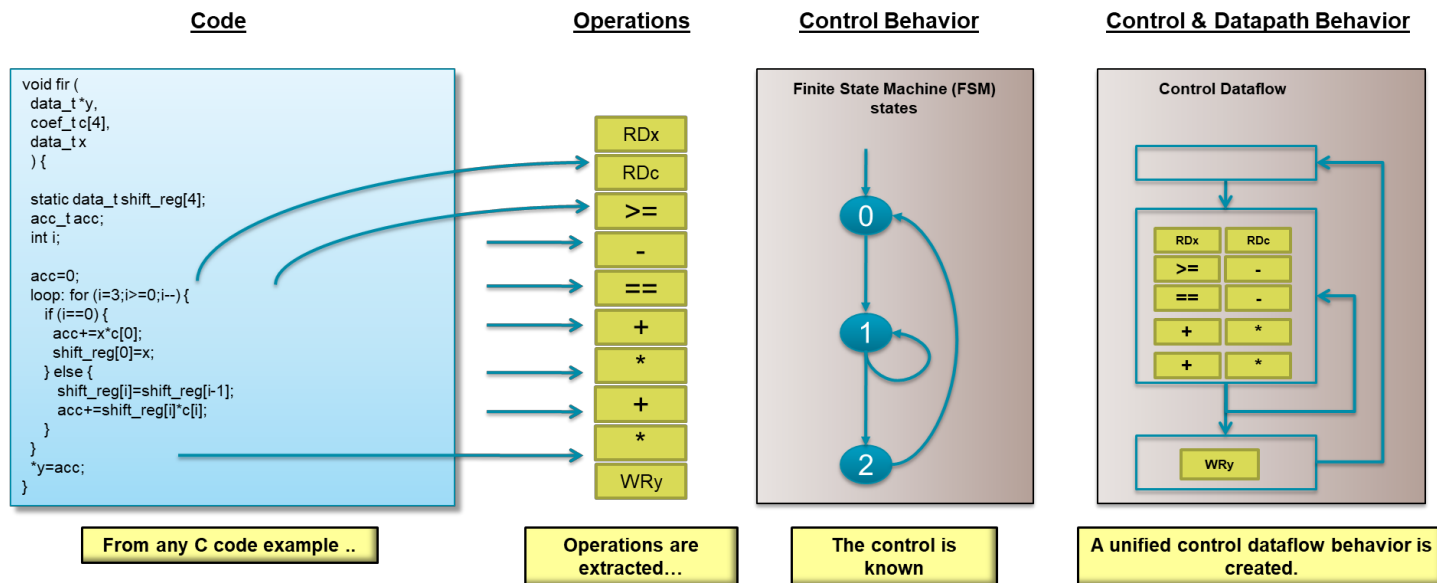 Code
Operations
Control Behavior
Control & Datapath Behavior
void fir (
data_t *y,
coef_t c[4],
data_t x
) {
static data_t shift_reg[4];
acc_t acc;
int i;
acc=0;
loop: for (i=3;i>=0;i--) {
if (i==0) {
acc+=x*c[0];
shift_reg[0]=x;
} else {
shift_reg[i]=shift_reg[i-1];
acc+=shift_reg[i]*c[i];
}
}
*y=acc;
}
From any C code example ..
RDx
RDc
>=
-
==
+
*
+
*
WRy
Operations are
extracted…
Finite State Machine (FSM)
states
0
1
2
The control is
known
Control Dataflow
RDx RDc
>= -
== -
+ *
+ *
WRy
A unified control dataflow behavior is
created.